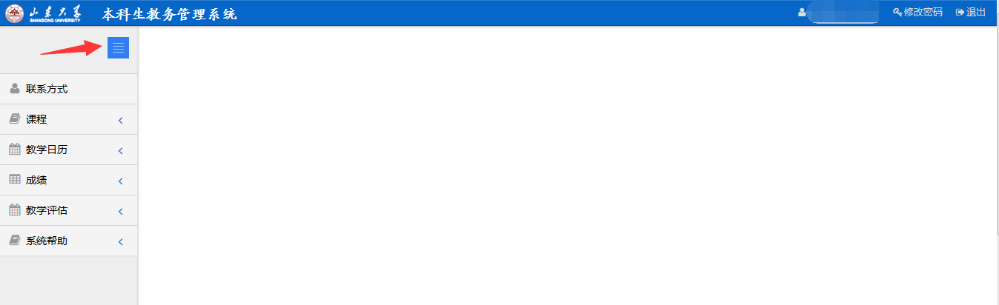 山东大学 SHANDONG UNIVERSITY 本科生教务管理系统 修改密码 退出
联系方式
课程
教学日历
成绩
教学评估
系统帮助